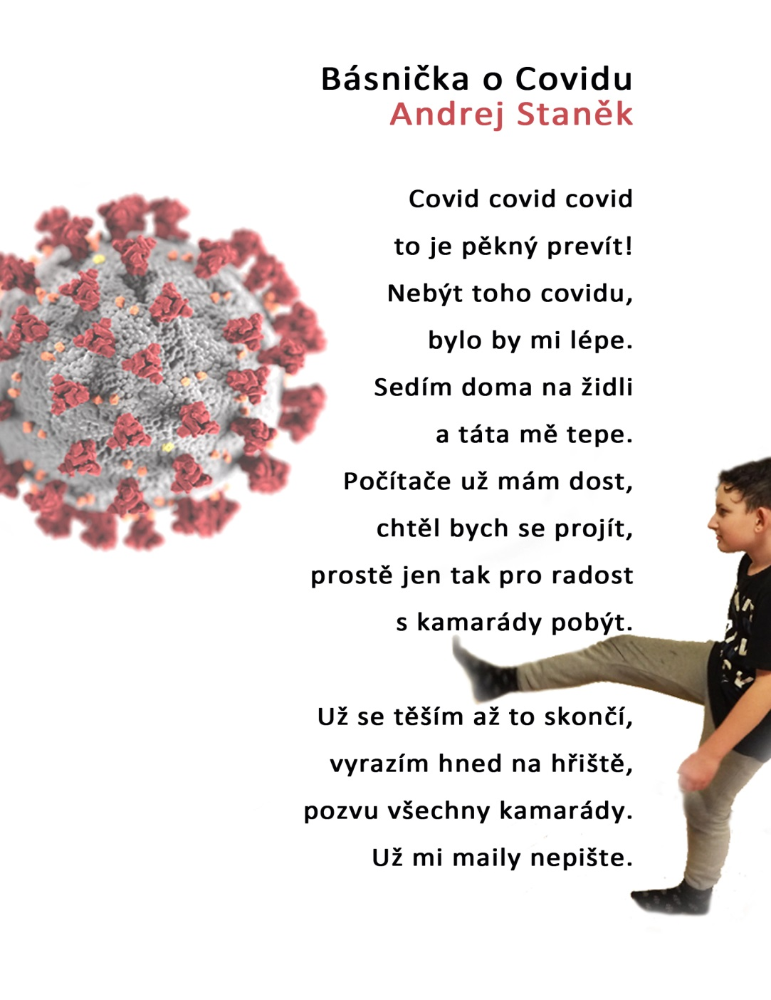 Básnička o Covidu
Andrej Staněk
Covid covid covid
to je pěkný prevít!
Nebýt toho covidu,
bylo by mi lépe.
Sedím doma na židli
a táta mě tepe.
Počítače už mám dost,
chtěl bych se projít,
prostě jen tak pro radost
s kamarády pobýt.
Už se těším až to skončí,
vyrazím hned na hřiště,
pozvu všechny kamarády.
Už mi maily nepište.